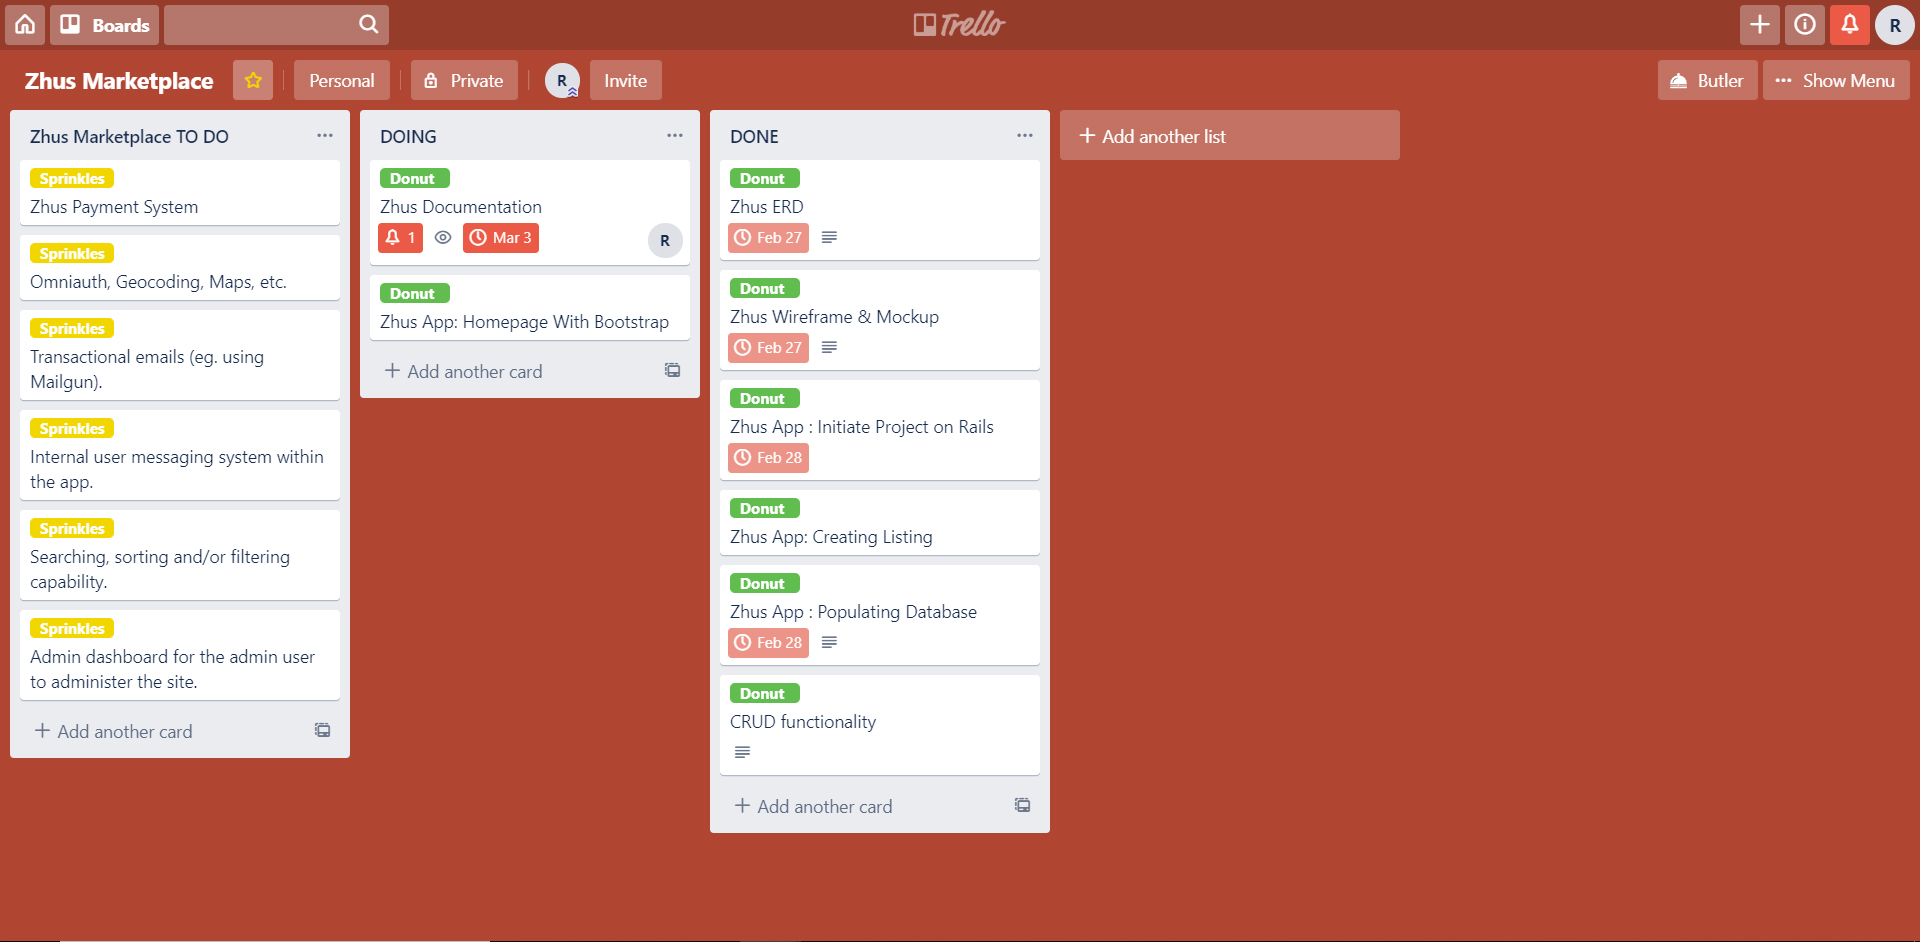 Boards
Trello
R
Zhus Marketplace
Personal
Private
R
Invite
Butler
Show Menu
Zhus Marketplace TO DO
Sprinkles
Zhus Payment System
Sprinkles
Omniauth, Geocoding, Maps, etc.
Sprinkles
Transactional emails (eg. using
Mailgun).
Sprinkles
Internal user messaging system within
the app.
Sprinkles
Searching, sorting and/or filtering
capability.
Sprinkles
Admin dashboard for the admin user
to administer the site.
+ Add another card
DOING
Donut
Zhus Documentation
1
Mar 3
R
Donut
Zhus App: Homepage With Bootstrap
+ Add another card
DONE
Donut
Zhus ERD
Feb 27
Donut
Zhus Wireframe & Mockup
Feb 27
Donut
Zhus App : Initiate Project on Rails
Feb 28
Donut
Zhus App: Creating Listing
Donut
Zhus App : Populating Database
Feb 28
Donut
CRUD functionality
+ Add another card
+ Add another list